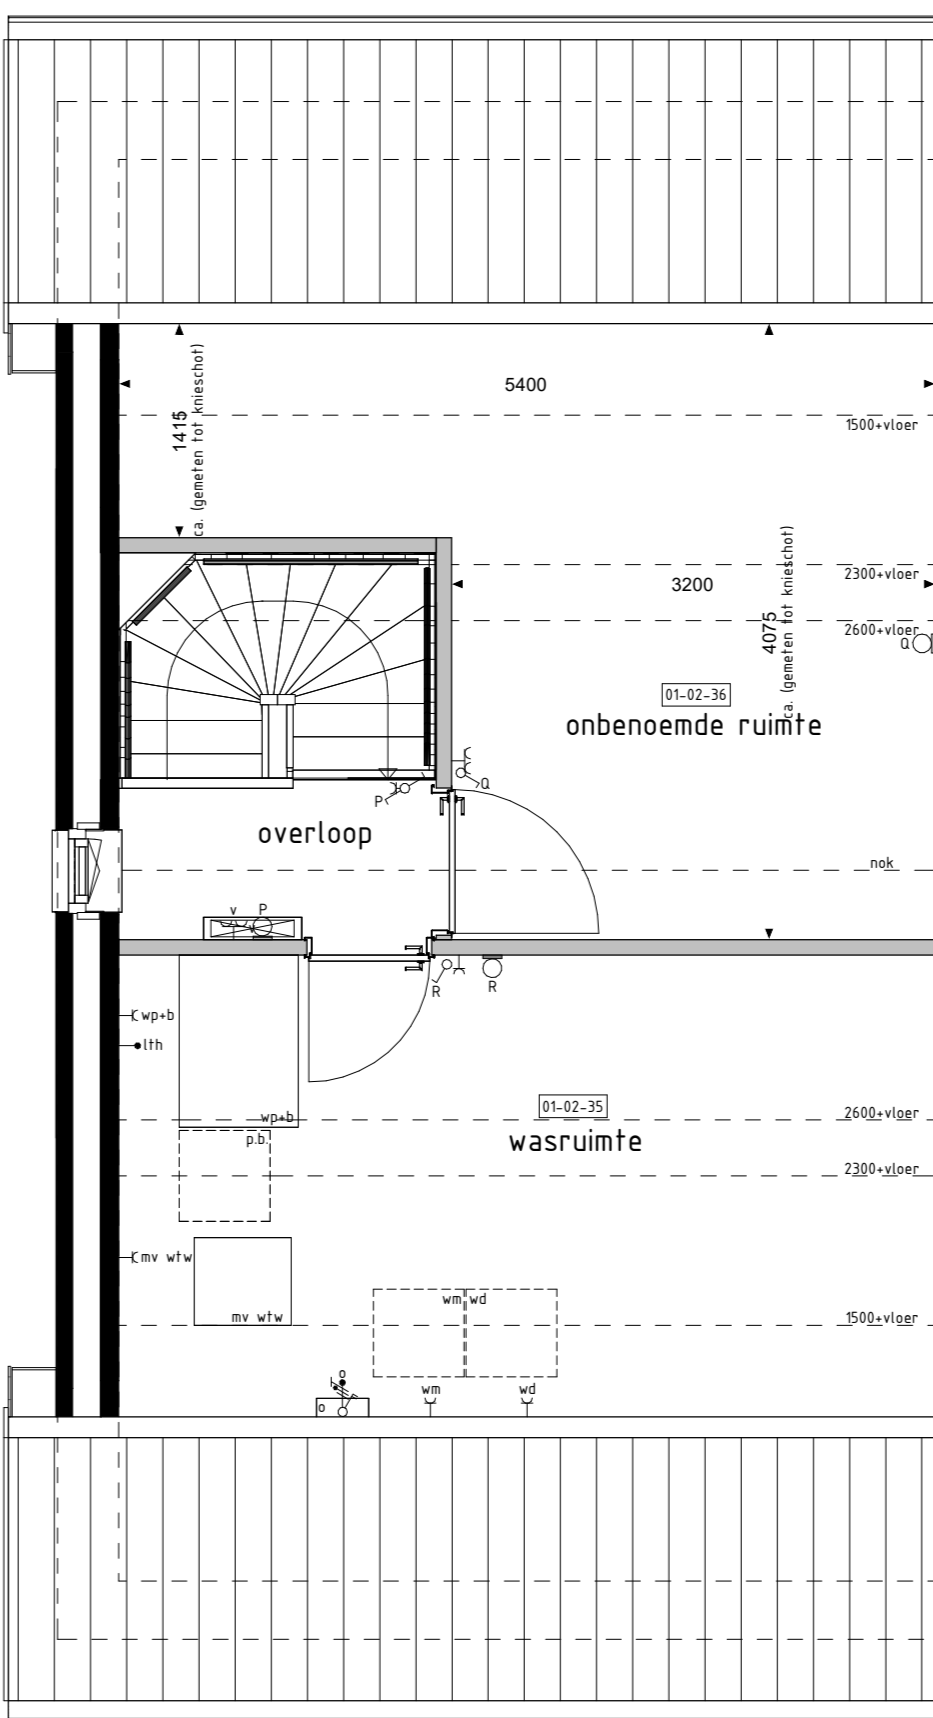 5400
1415
ca. (gemeten tot knieschot)
1500+vloer
2300+vloer
3200
2600+vloer
4075
ca. (gemeten tot knieschot)
Q
01-02-36
onbenoemde ruimte
Q
P
overloop
nok
v
P
v
R
R
wp+b
lth
01-02-35
wp+b
2600+vloer
p.b.
wasruimte
2300+vloer
mv wtw
wm
wd
mv wtw
1500+vloer
o
o
wm
wd